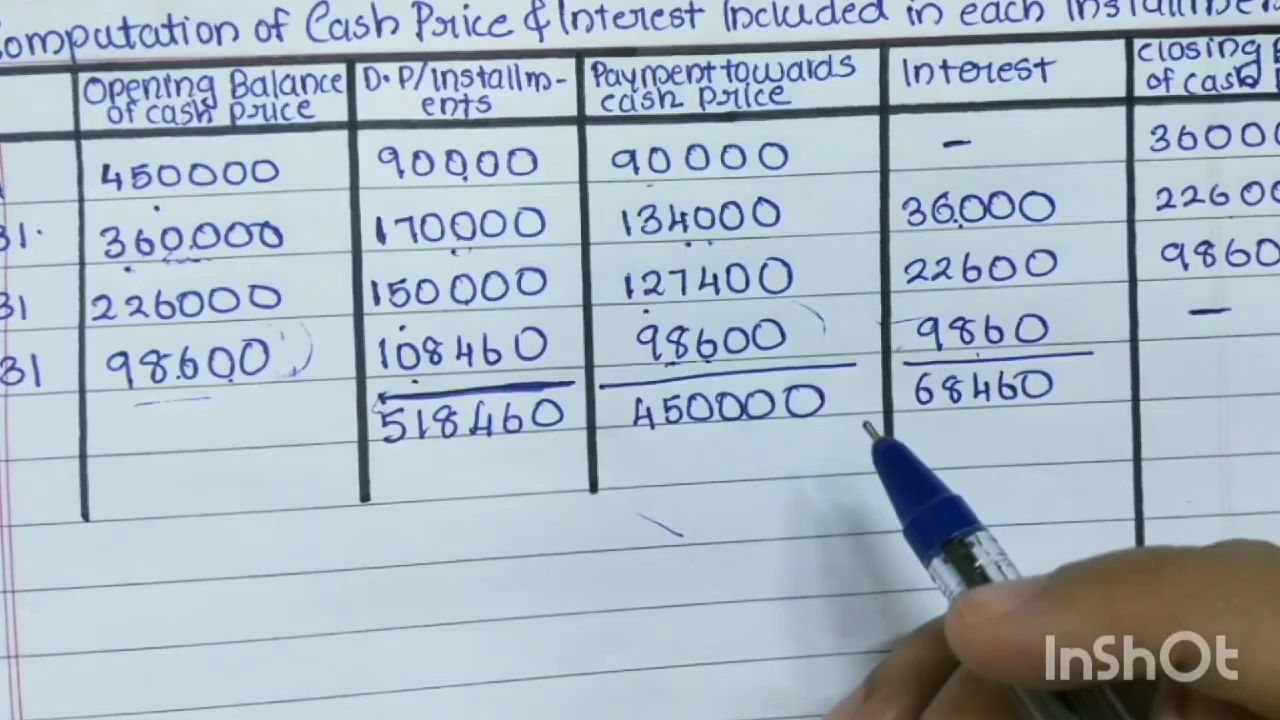 omputation of Cash Price & Interest Included in each
Opening Balance of cash price D.P/installm-ents Payment towards cash price Interest Closing of cash
450000 90000 90000 - 36000
31. 360000 170000 134000 36000 22600
31 226000 150000 127400 22600 9860
31 98600 108460 98600 9860 -
518460 450000 68460
InShOt